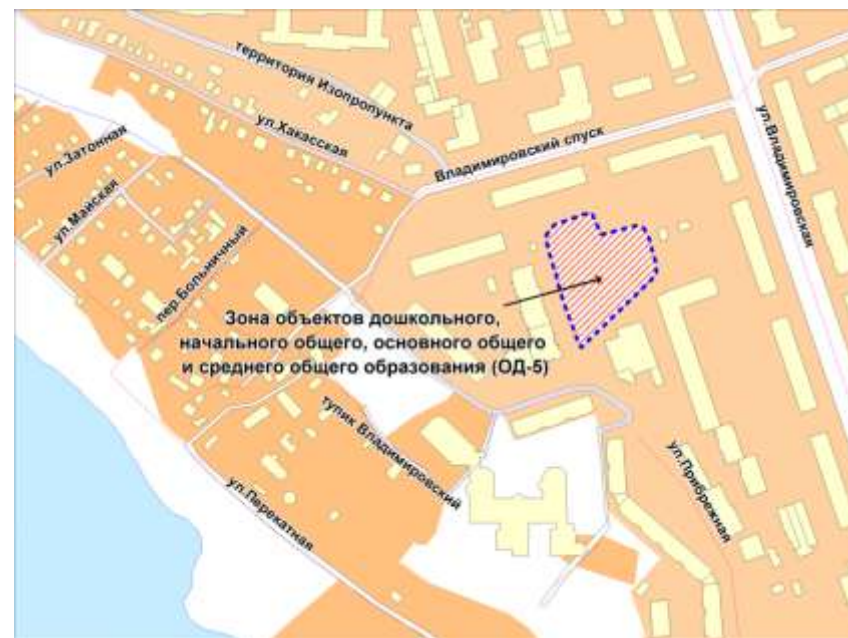 территория Изопропункта
ул.Хакасская
ул.Затонная
Владимировский спуск
ул.Владимировская
ул.Майская
пер.Больничный
Зона объектов дошкольного,
начального общего, основного общего
и среднего общего образования (ОД-5)
тупик Владимировский
ул.Прибрежная
ул.Перекатная